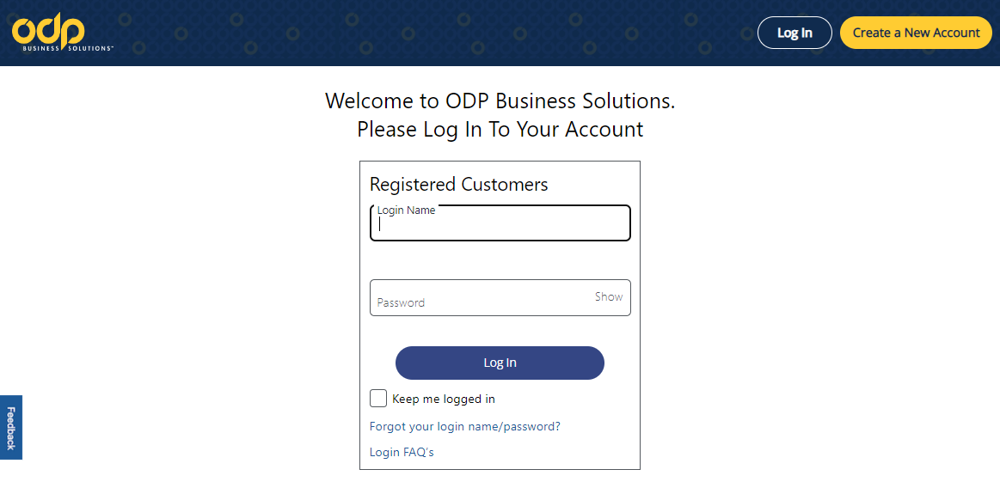 odp
BUSINESS SOLUTIONS™
Log In
Create a New Account
Welcome to ODP Business Solutions.
Please Log In To Your Account
Registered Customers
Login Name
Password
Show
Log In
Keep me logged in
Forgot your login name/password?
Login FAQ's
Feedback